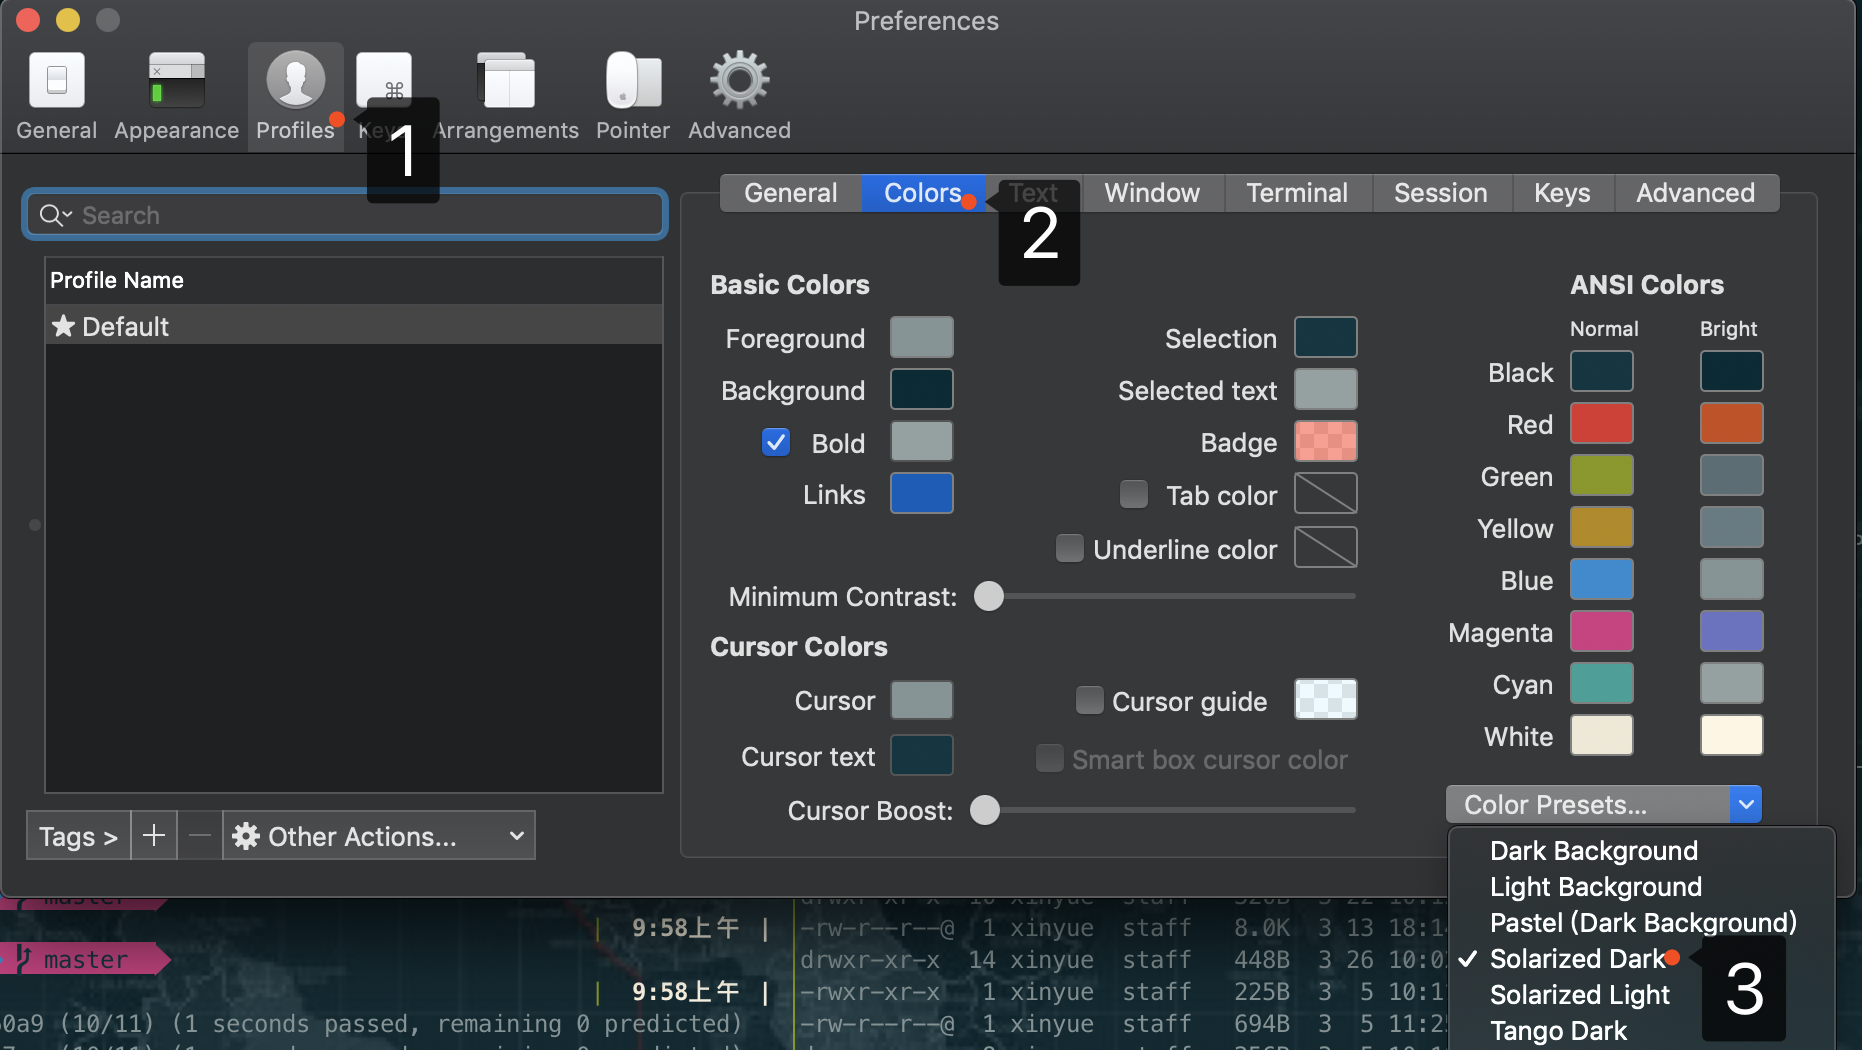 Preferences
General
Appearance
Profiles
Keys
Arrangements
Pointer
Advanced
1
Search
Profile Name
Default
Tags >
Other Actions...
General
Colors
Text
Window
Terminal
Session
Keys
Advanced
2
Basic Colors
Foreground
Background
Bold
Links
Selection
Selected text
Badge
Tab color
Underline color
Minimum Contrast:
Cursor Colors
Cursor
Cursor text
Cursor guide
Smart box cursor color
Cursor Boost:
ANSI Colors
Normal
Bright
Black
Red
Green
Yellow
Blue
Magenta
Cyan
White
Color Presets...
Dark Background
Light Background
Pastel (Dark Background)
✓ Solarized Dark
Solarized Light
Tango Dark
3
master
| 9:58上午 |
master
| 9:58上午 |
0a9 (10/11) (1 seconds passed, remaining 0 predicted)
-rw-r--r--@ 1 xinyue staff 8.0K 3 13 18:1
drwxr-xr-x 14 xinyue staff 448B 3 26 10:0
-rwxr-xr-x 1 xinyue staff 225B 3 5 10:1
-rw-r--r--@ 1 xinyue staff 694B 3 5 11:2